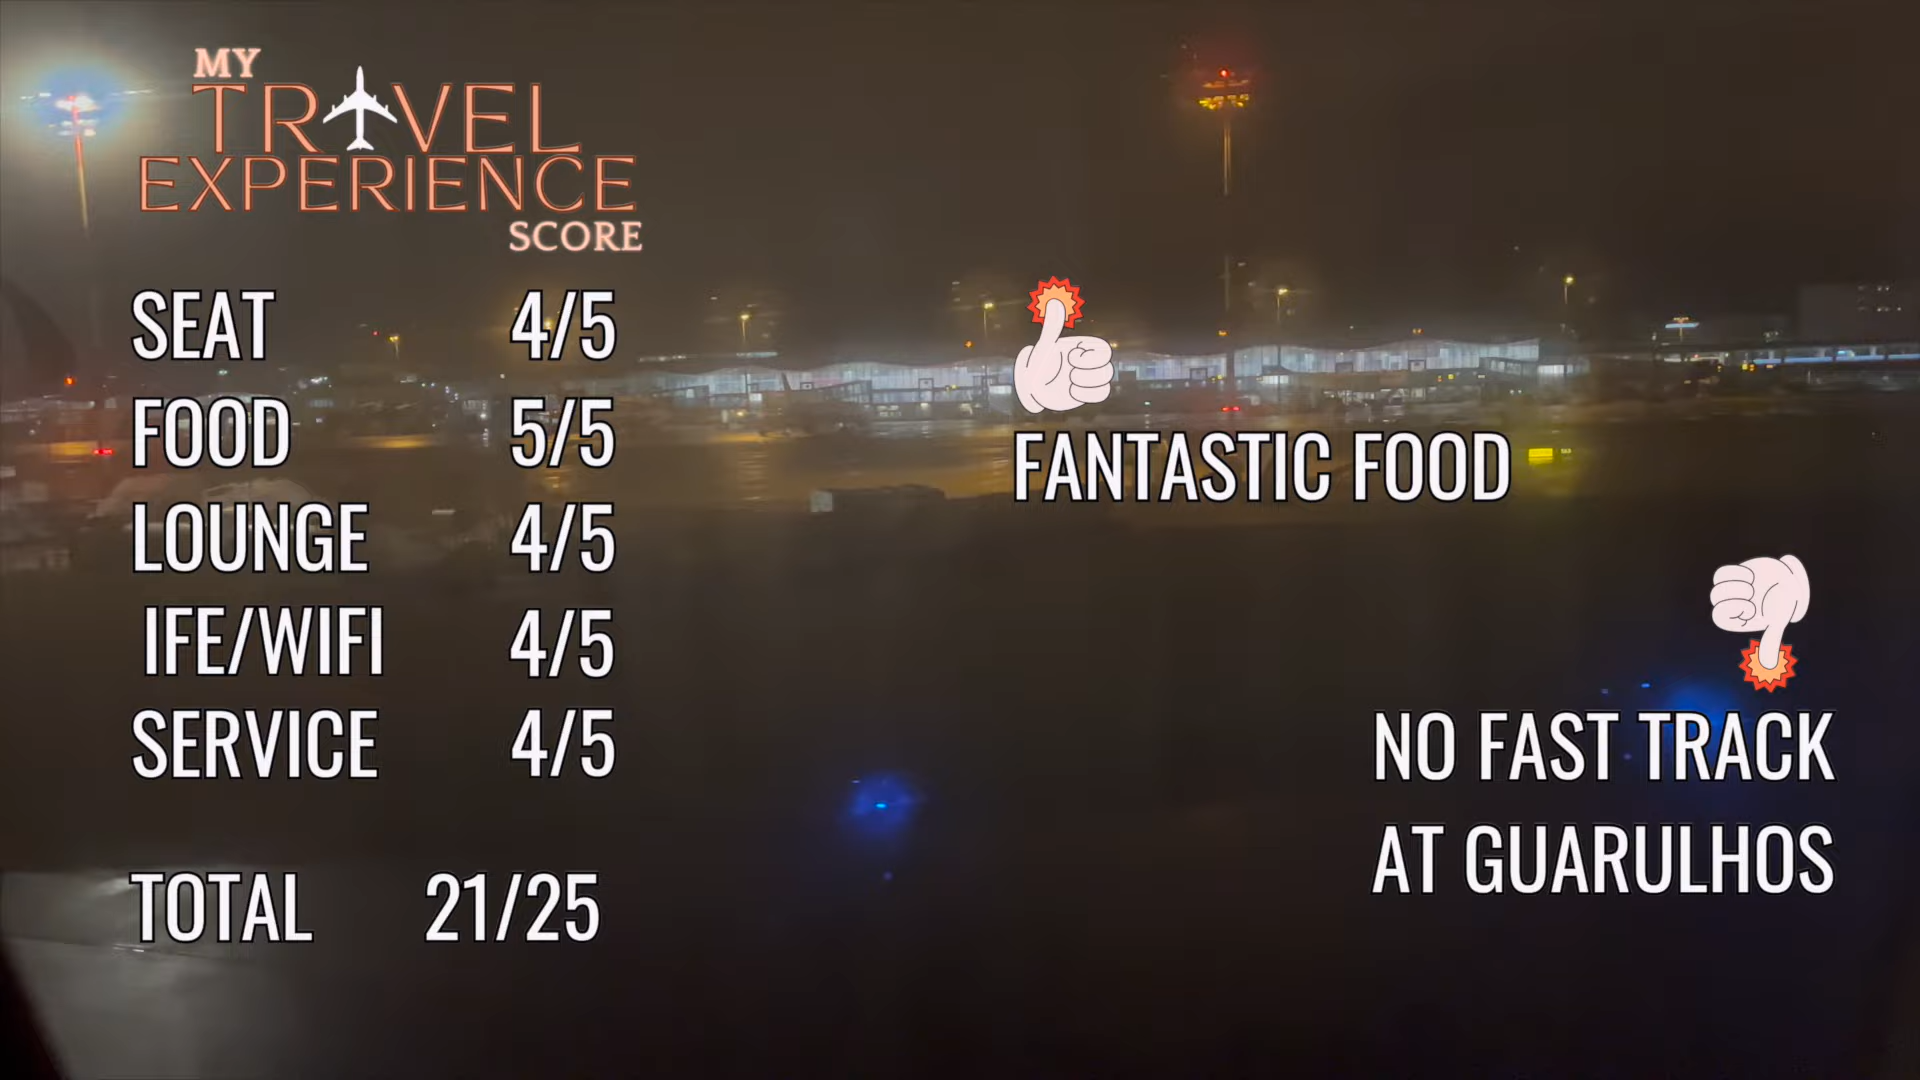 MY
TRAVEL
EXPERIENCE
SCORE
SEAT 4/5
FOOD 5/5
LOUNGE 4/5
IFE/WIFI 4/5
SERVICE 4/5
TOTAL 21/25
FANTASTIC FOOD
NO FAST TRACK
AT GUARULHOS